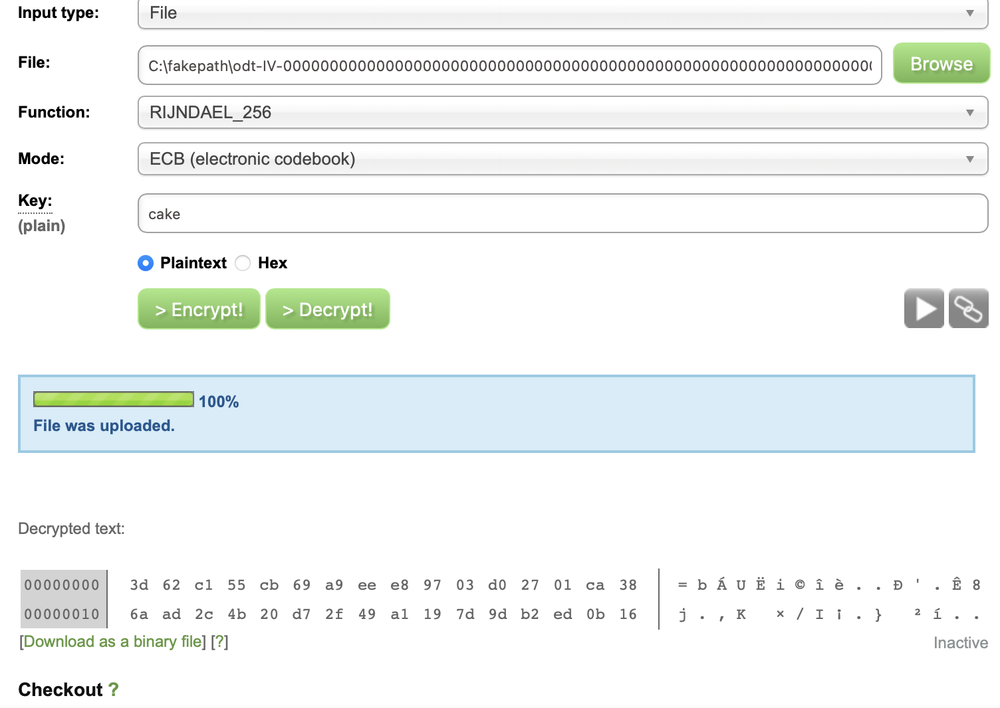 Input type: File
File: C:\fakepath\odt-IV-000000000000000000000000000000000000000000000000000000000000000 Browse
Function: RIJNDAEL_256
Mode: ECB (electronic codebook)
Key: cake
(plain)
Plaintext Hex
> Encrypt! > Decrypt!
100%
File was uploaded.
Decrypted text:
00000000 3d 62 c1 55 cb 69 a9 ee e8 97 03 d0 27 01 ca 38 = b Á U Ë i © î è . . Đ ' . Ê 8
00000010 6a ad 2c 4b 20 d7 2f 49 a1 19 7d 9d b2 ed 0b 16 j . , K × / I ¡ . } ² í . .
[Download as a binary file] [?]
Inactive
Checkout ?